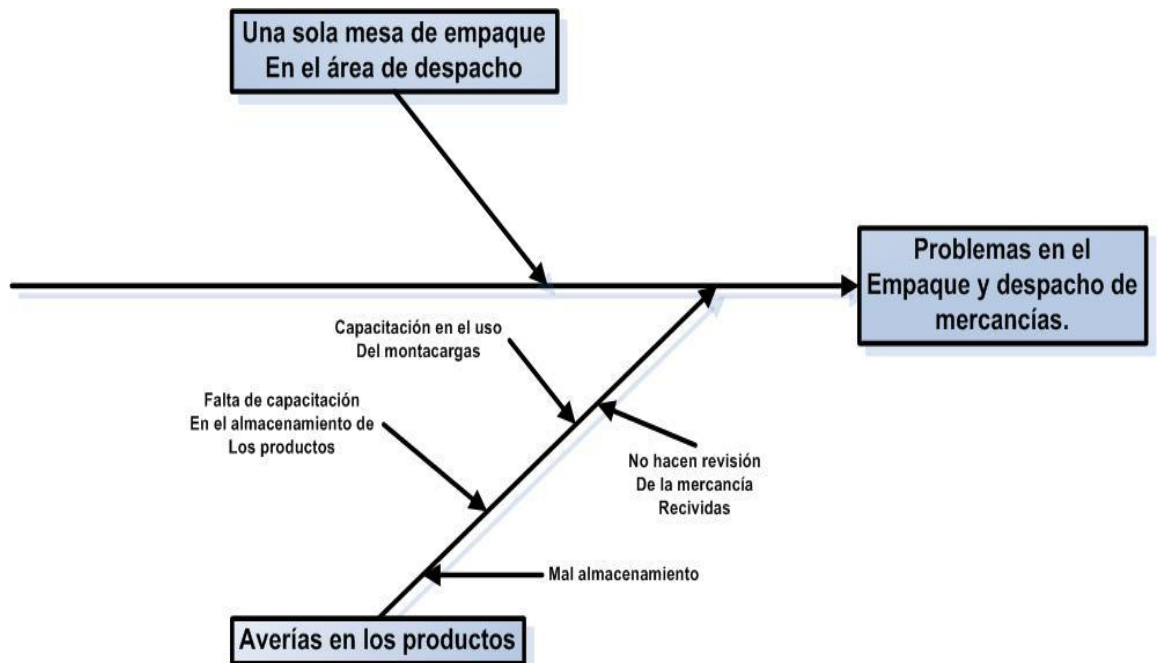 Una sola mesa de empaque
En el área de despacho
Problemas en el
Empaque y despacho de
mercancías.
Capacitación en el uso
Del montacargas
Falta de capacitación
En el almacenamiento de
Los productos
No hacen revisión
De la mercancía
Recividas
Mal almacenamiento
Averías en los productos